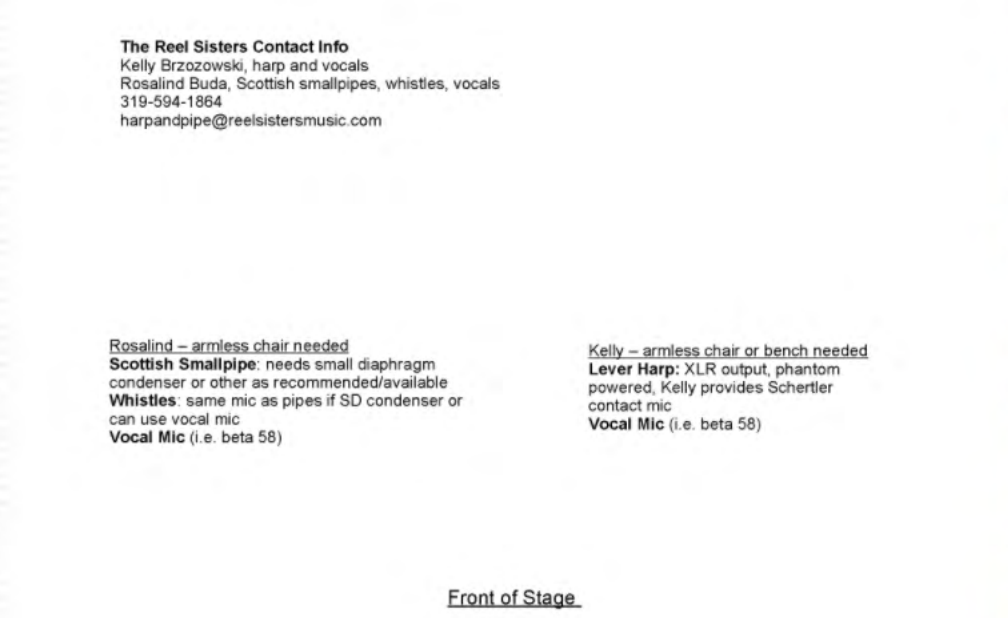 The Reel Sisters Contact Info
Kelly Brzozowski, harp and vocals
Rosalind Buda, Scottish smallpipes, whistles, vocals
319-594-1864
harpandpipe@reelsistersmusic.com
Rosalind – armless chair needed
Scottish Smallpipe: needs small diaphragm
condenser or other as recommended/available
Whistles: same mic as pipes if SD condenser or
can use vocal mic
Vocal Mic (i.e. beta 58)
Kelly – armless chair or bench needed
Lever Harp: XLR output, phantom
powered, Kelly provides Schertler
contact mic
Vocal Mic (i.e. beta 58)
Front of Stage